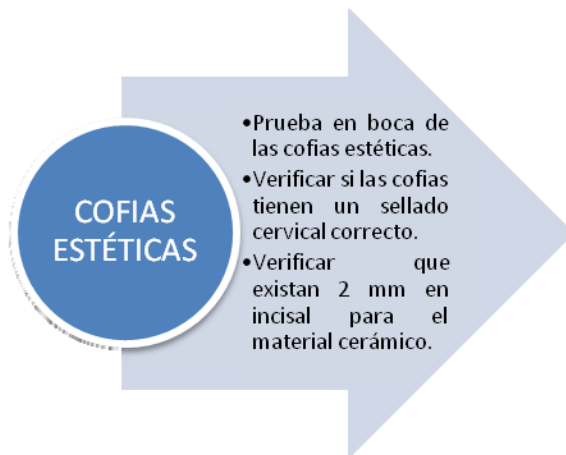 COFIAS
ESTÉTICAS
•Prueba en boca de
las cofias estéticas.
•Verificar si las cofias
tienen un sellado
cervical correcto.
•Verificar que
existan 2 mm en
incisal para el
material cerámico.